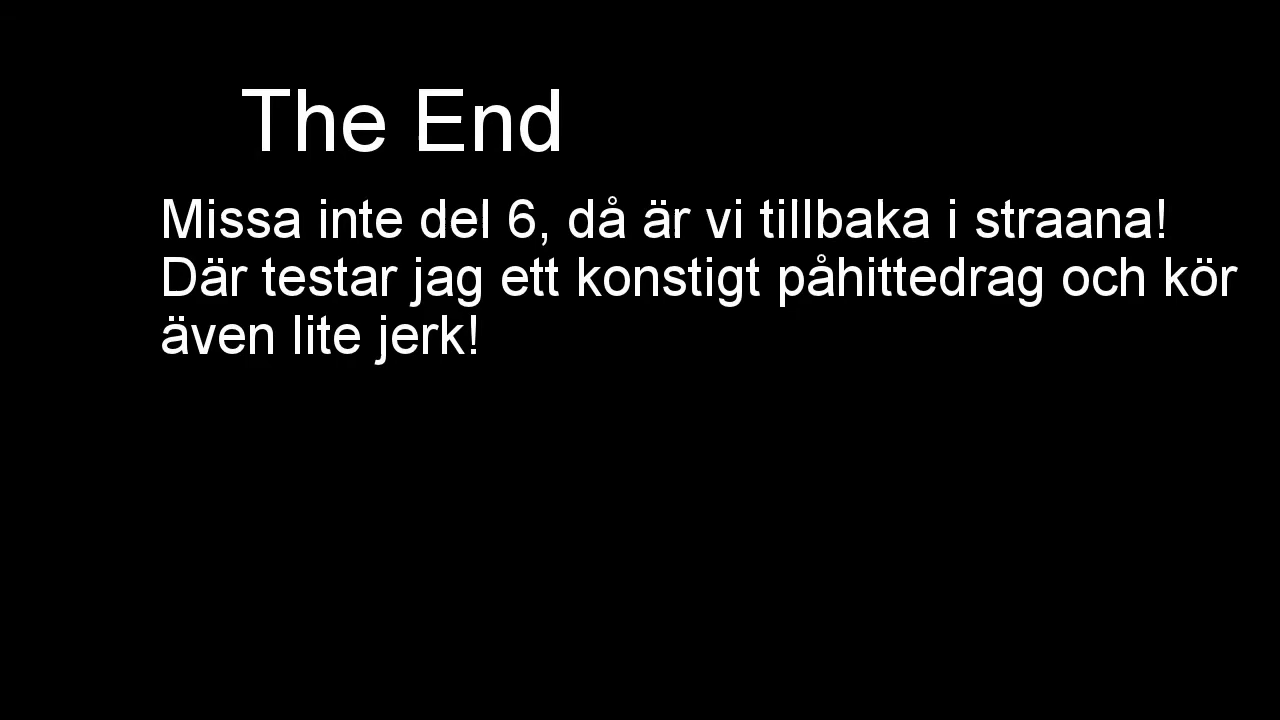 The End
Missa inte del 6, då är vi tillbaka i straana!
Där testar jag ett konstigt påhittedrag och kör
även lite jerk!